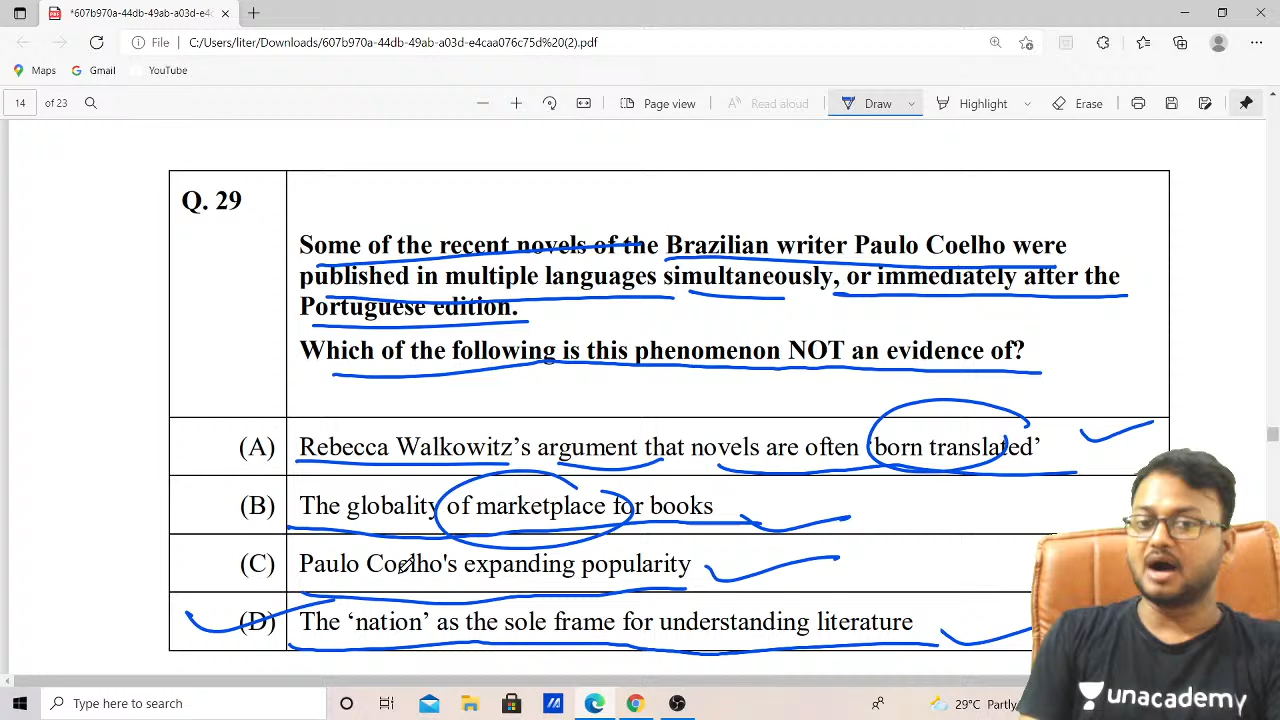 *607b970a-44db-49ab-a03d-e4c
File C:/Users/liter/Downloads/607b970a-44db-49ab-a03d-e4caa076c75d%20(2).pdf
Maps Gmail YouTube
14 of 23 Page view Read aloud Draw Highlight Erase
Q. 29
Some of the recent novels of the Brazilian writer Paulo Coelho were
published in multiple languages simultaneously, or immediately after the
Portuguese edition.
Which of the following is this phenomenon NOT an evidence of?
(A) Rebecca Walkowitz’s argument that novels are often ‘born translated’
(B) The globality of marketplace for books
(C) Paulo Coelho's expanding popularity
(D) The ‘nation’ as the sole frame for understanding literature
unacademy
Type here to search 29°C Partly